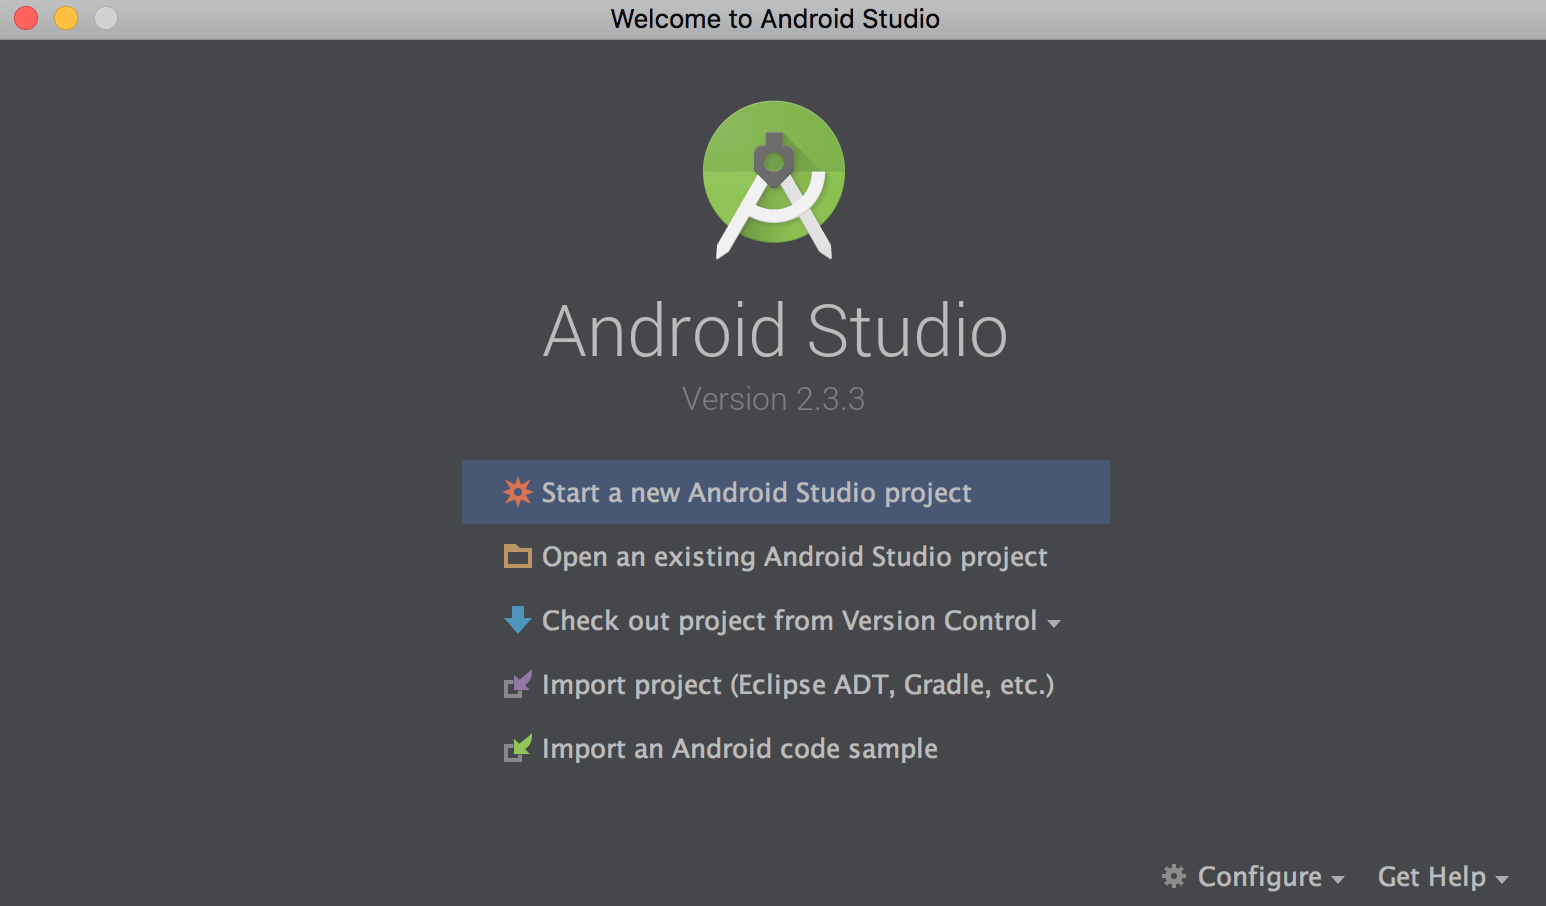 Welcome to Android Studio
Android Studio
Version 2.3.3
Start a new Android Studio project
Open an existing Android Studio project
Check out project from Version Control
Import project (Eclipse ADT, Gradle, etc.)
Import an Android code sample
Configure
Get Help